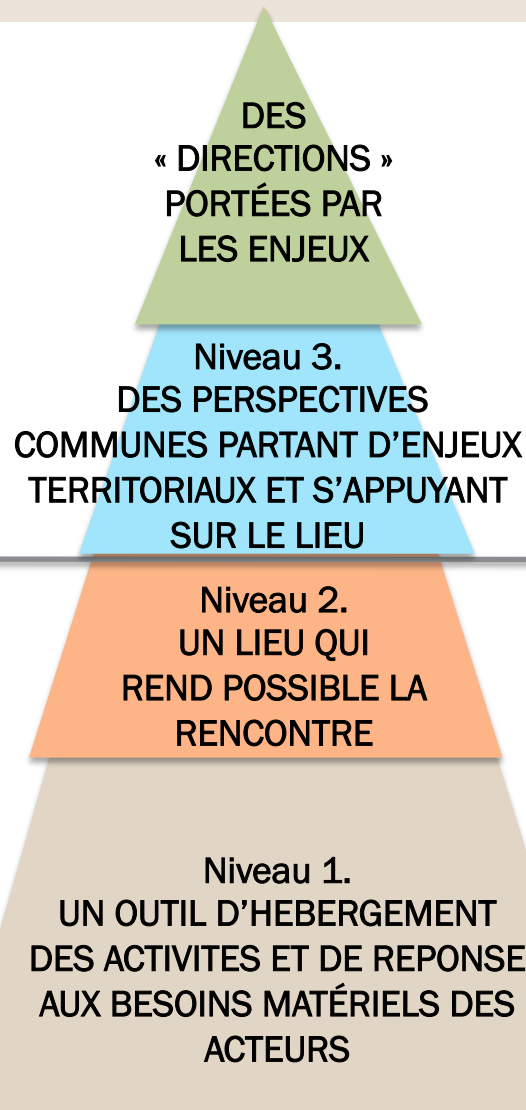 DES
« DIRECTIONS »
PORTÉES PAR
LES ENJEUX
Niveau 3.
DES PERSPECTIVES
COMMUNES PARTANT D’ENJEUX
TERRITORIAUX ET S’APPUYANT
SUR LE LIEU
Niveau 2.
UN LIEU QUI
REND POSSIBLE LA
RENCONTRE
Niveau 1.
UN OUTIL D’HEBERGEMENT
DES ACTIVITES ET DE REPONSE
AUX BESOINS MATÉRIELS DES
ACTEURS